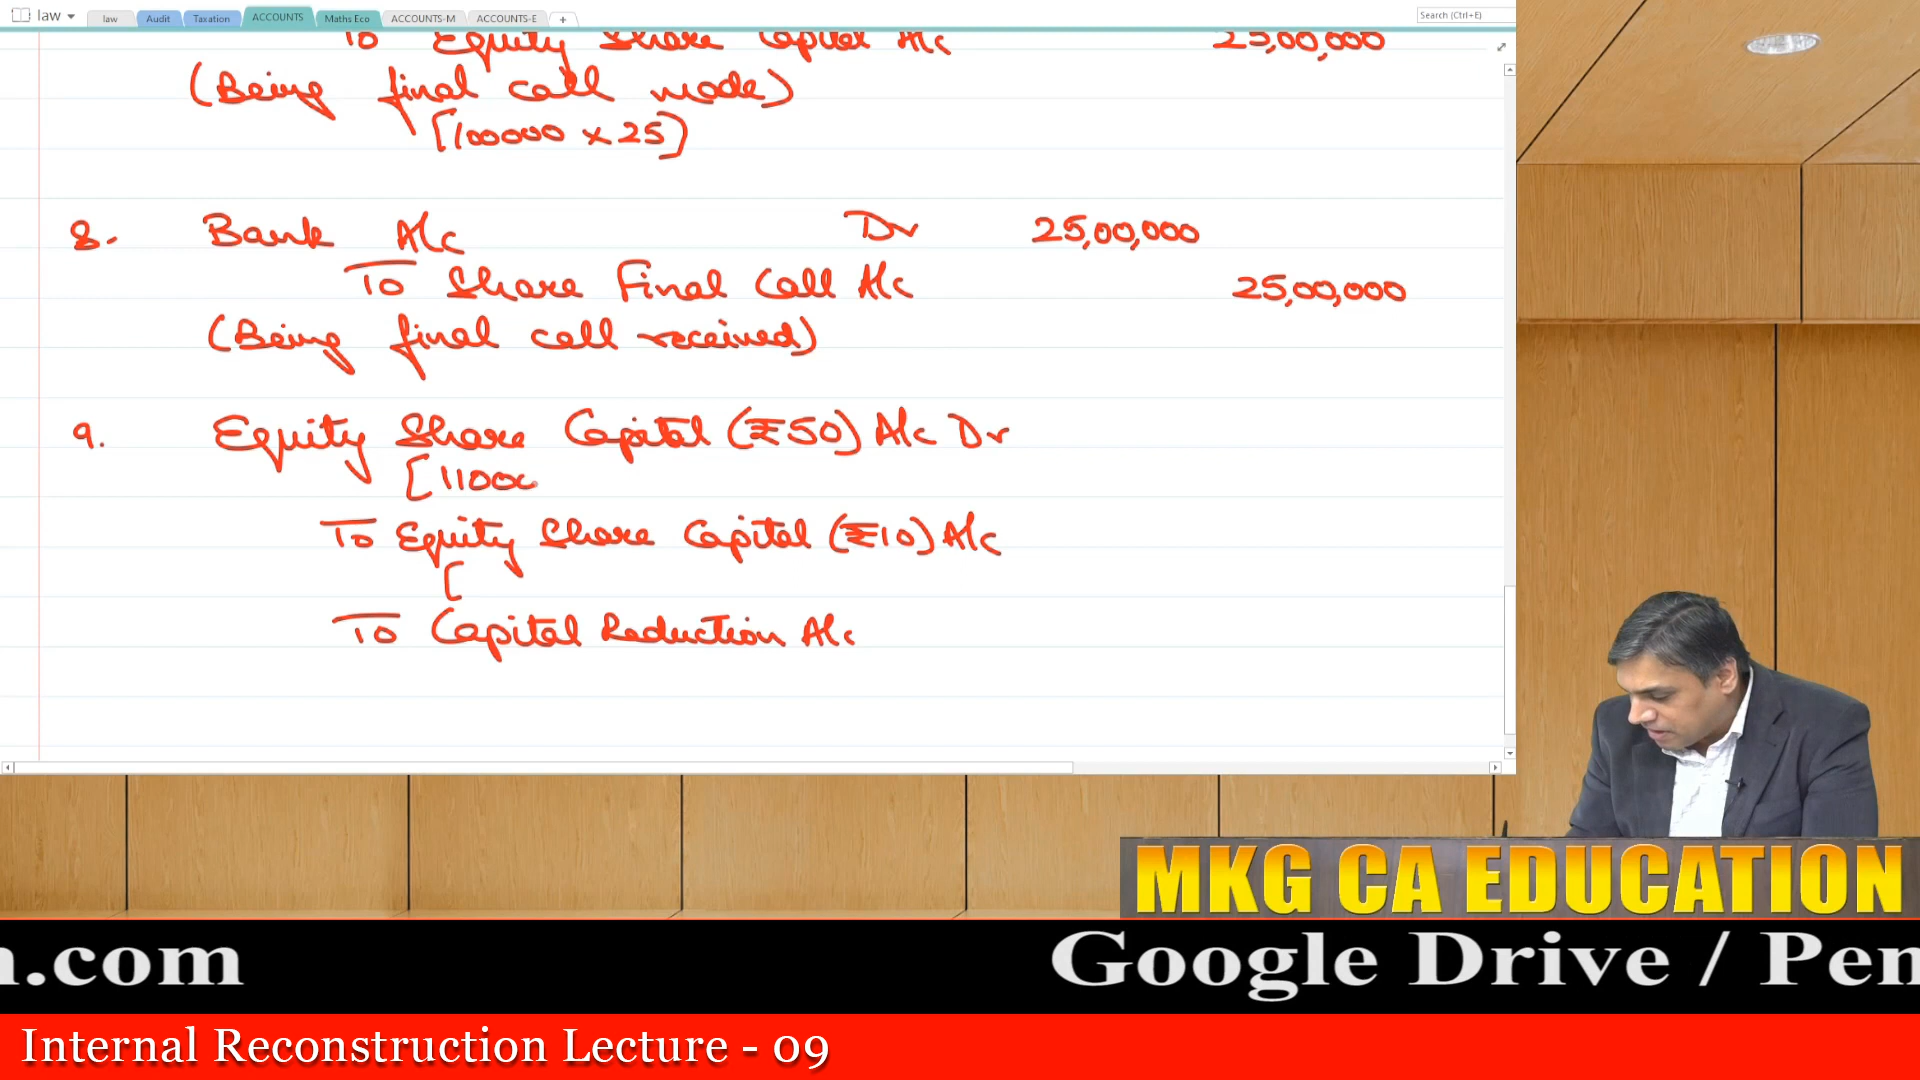 law
law Audit Taxation ACCOUNTS Maths Eco ACCOUNTS-M ACCOUNTS-E +
Search (Ctrl+E)
To Equity Share Capital A/c 25,00,000
(Being final call made)
[100000 × 25]
8. Bank A/c Dr 25,00,000
To Share Final Call A/c 25,00,000
(Being final call received)
9. Equity Share Capital (₹50) A/c Dr
[11000
To Equity Share Capital (₹10) A/c
[
To Capital Reduction A/c
MKG CA EDUCATION
n.com Google Drive / Pen
Internal Reconstruction Lecture - 09